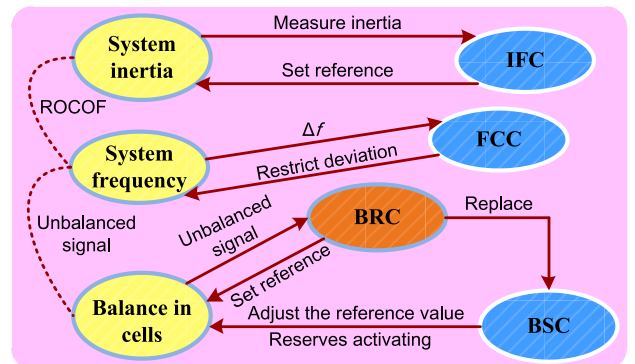 System
inertia
Measure inertia
IFC
Set reference
ROCOF
Δf
FCC
System
frequency
Restrict deviation
Unbalanced
signal
Unbalanced
signal
BRC
Replace
Set reference
Balance in
cells
Adjust the reference value
Reserves activating
BSC